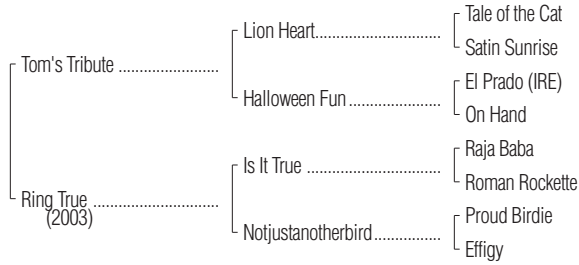 Tale of the Cat
Lion Heart
Satin Sunrise
Tom's Tribute
El Prado (IRE)
Halloween Fun
On Hand
Raja Baba
Is It True
Roman Rockette
Ring True
(2003)
Proud Birdie
Notjustanotherbird
Effigy